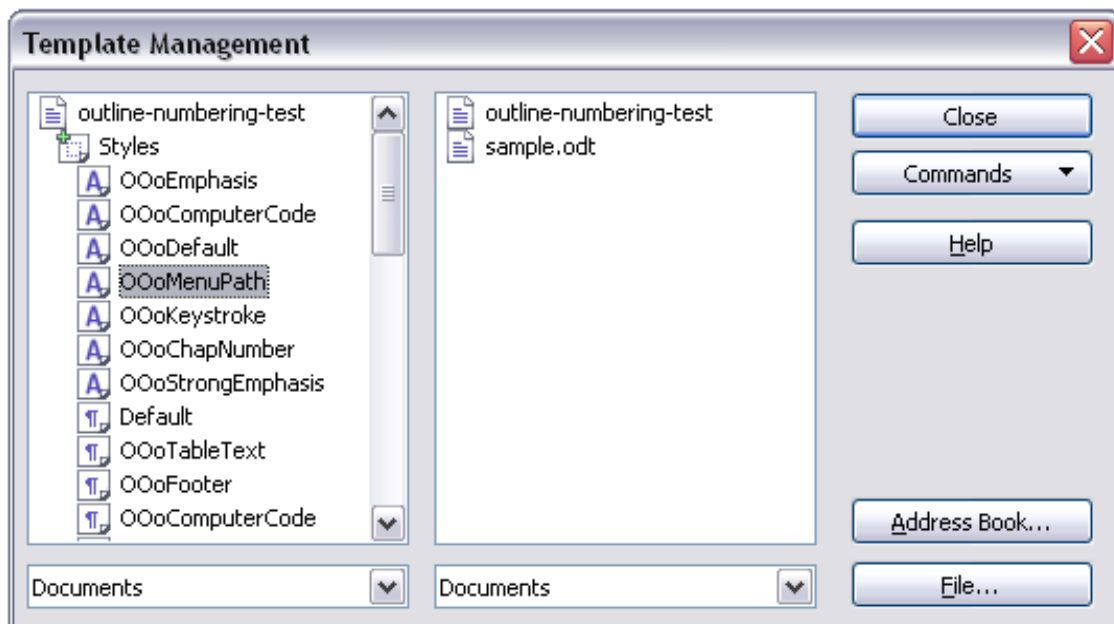 Template Management
outline-numbering-test
Styles
OOoEmphasis
OOoComputerCode
OOoDefault
OOoMenuPath
OOoKeystroke
OOoChapNumber
OOoStrongEmphasis
Default
OOoTableText
OOoFooter
OOoComputerCode
Documents
outline-numbering-test
sample.odt
Documents
Close
Commands
Help
Address Book...
File...